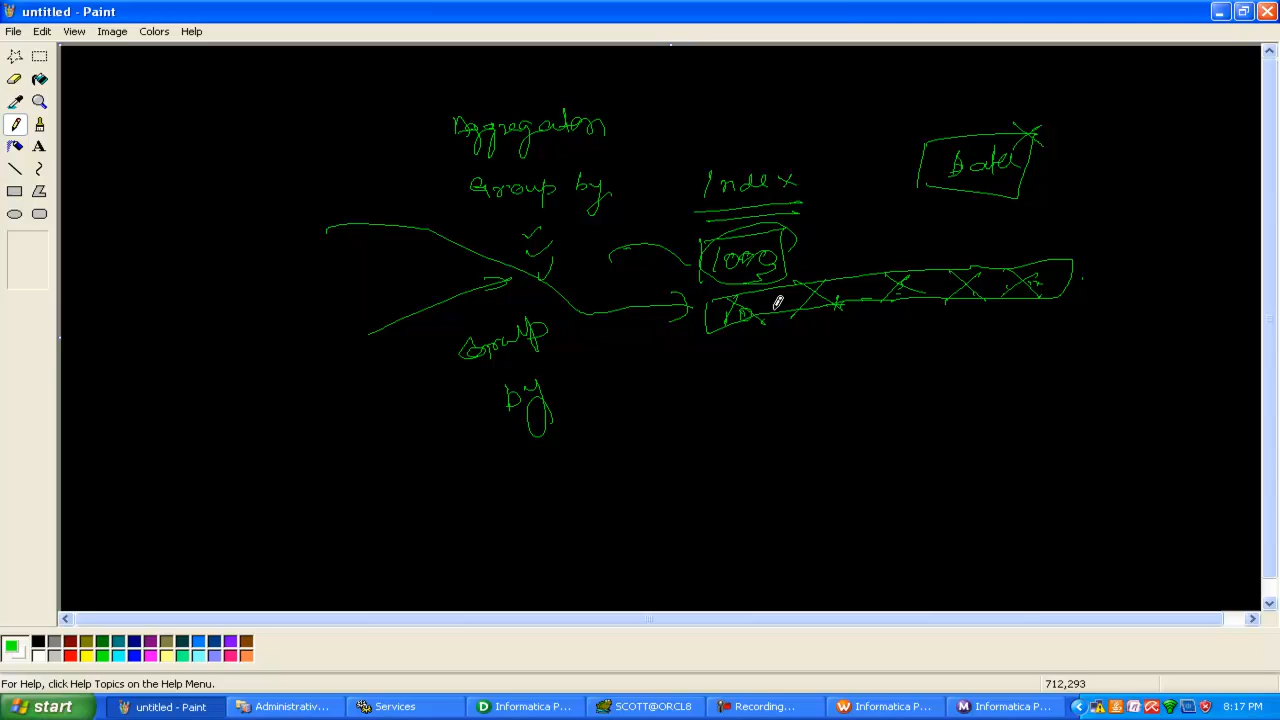 untitled - Paint
File Edit View Image Colors Help
Aggregator
Data
Group by
Index
1000
10
Group
by
For Help, click Help Topics on the Help Menu.
712,293
start
untitled - Paint
Administrativ...
Services
Informatica P...
SCOTT@ORCL8
Recording...
Informatica P...
Informatica P...
8:17 PM